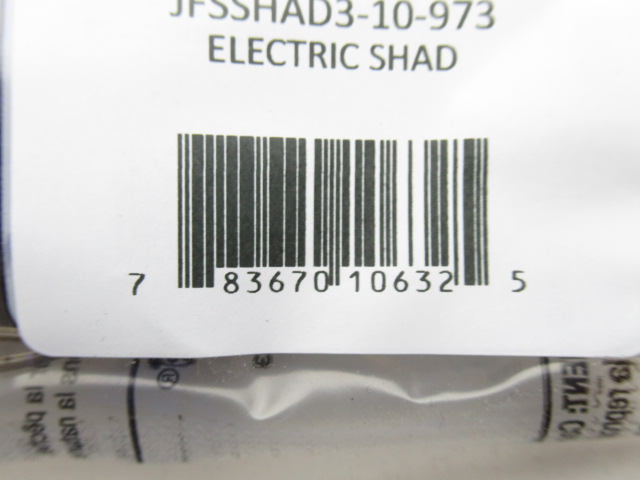 JFSSHAD3-10-973
ELECTRIC SHAD
7 83670 10632 5